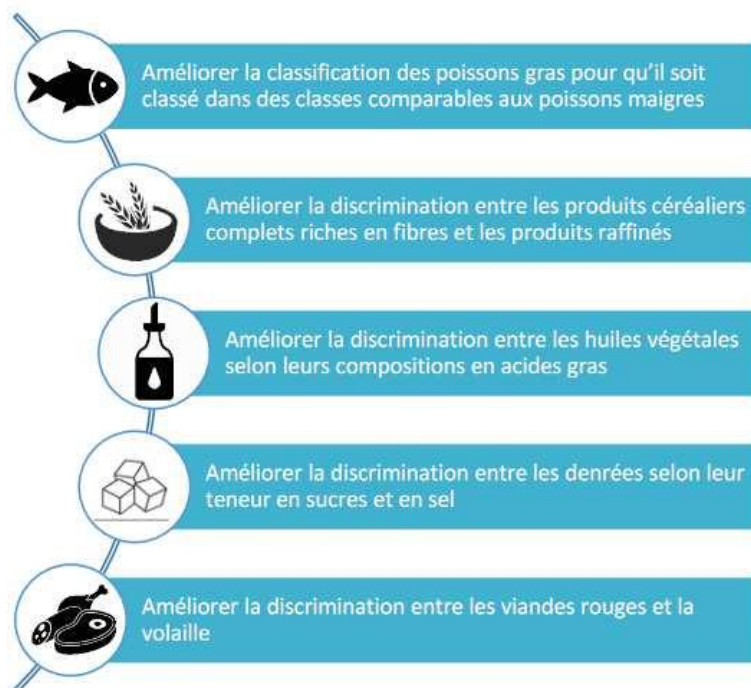 Améliorer la classification des poissons gras pour qu'il soit
classé dans des classes comparables aux poissons maigres
Améliorer la discrimination entre les produits céréaliers
complets riches en fibres et les produits raffinés
Améliorer la discrimination entre les huiles végétales
selon leurs compositions en acides gras
Améliorer la discrimination entre les denrées selon leur
teneur en sucres et en sel
Améliorer la discrimination entre les viandes rouges et la
volaille